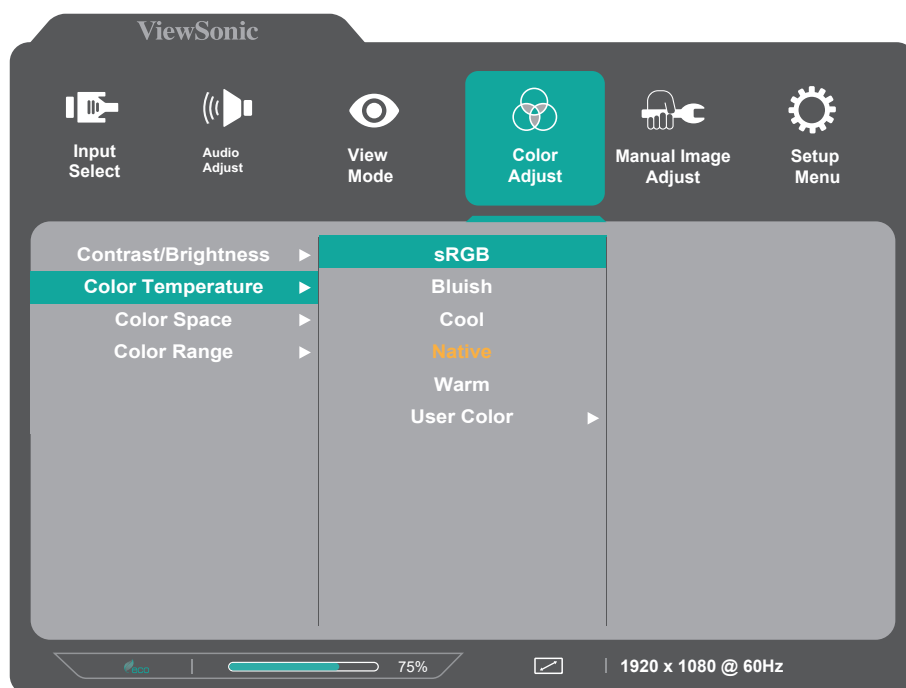 ViewSonic
Input Select
Audio Adjust
View Mode
Color Adjust
Manual Image Adjust
Setup Menu
Contrast/Brightness ▶
Color Temperature ▶
Color Space ▶
Color Range ▶
sRGB
Bluish
Cool
Native
Warm
User Color ▶
eco
75%
1920 x 1080 @ 60Hz